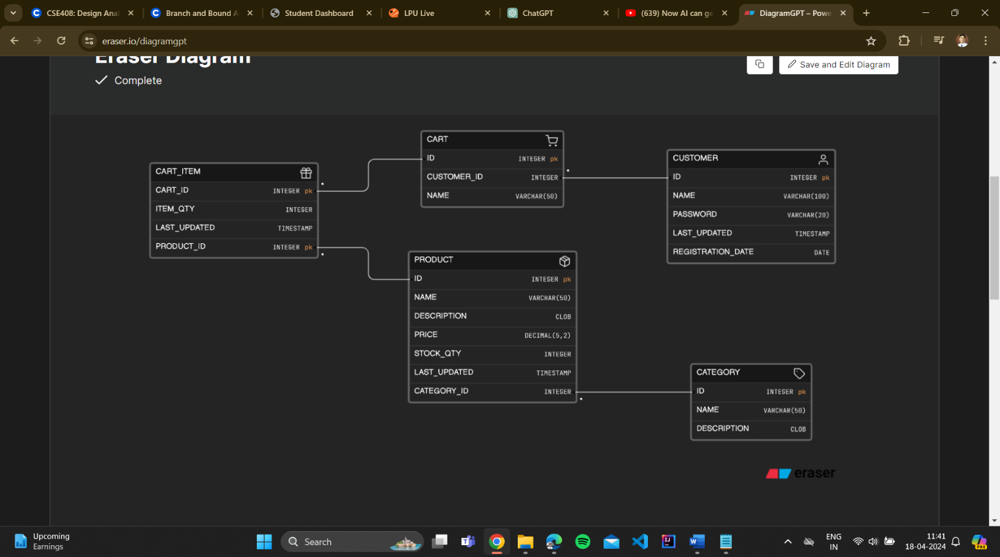 CSE408: Design Anal
Branch and Bound A
Student Dashboard
LPU Live
ChatGPT
(639) Now AI can ge
DiagramGPT – Powe
eraser.io/diagramgpt
Eraser Diagram
Complete
Save and Edit Diagram
CART
ID INTEGER pk
CUSTOMER_ID INTEGER *
NAME VARCHAR(50)
CUSTOMER
ID INTEGER pk
NAME VARCHAR(100)
PASSWORD VARCHAR(20)
LAST_UPDATED TIMESTAMP
REGISTRATION_DATE DATE
CART_ITEM
CART_ID INTEGER pk *
ITEM_QTY INTEGER
LAST_UPDATED TIMESTAMP
PRODUCT_ID INTEGER pk *
PRODUCT
ID INTEGER pk
NAME VARCHAR(50)
DESCRIPTION CLOB
PRICE DECIMAL(5,2)
STOCK_QTY INTEGER
LAST_UPDATED TIMESTAMP
CATEGORY_ID INTEGER *
CATEGORY
ID INTEGER pk
NAME VARCHAR(50)
DESCRIPTION CLOB
eraser
Upcoming
Earnings
Search
ENG
IN
11:41
18-04-2024
PRE